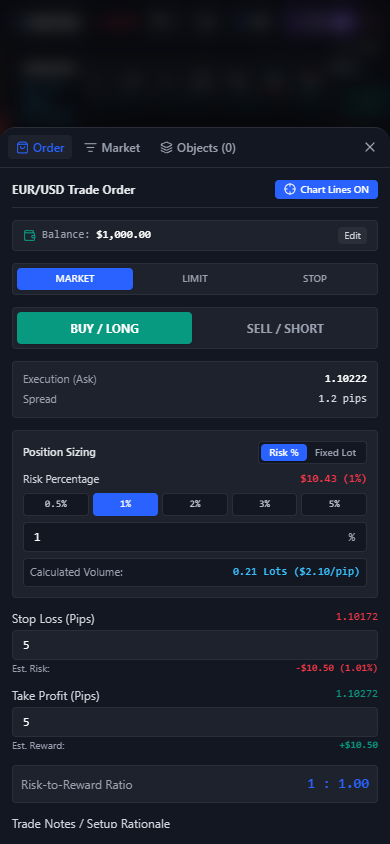 Order Market Objects (0)
EUR/USD Trade Order Chart Lines ON
Balance: $1,000.00 Edit
MARKET LIMIT STOP
BUY / LONG SELL / SHORT
Execution (Ask) 1.10222
Spread 1.2 pips
Position Sizing Risk % Fixed Lot
Risk Percentage $10.43 (1%)
0.5% 1% 2% 3% 5%
1 %
Calculated Volume: 0.21 Lots ($2.10/pip)
Stop Loss (Pips) 1.10172
5
Est. Risk: -$10.50 (1.01%)
Take Profit (Pips) 1.10272
5
Est. Reward: +$10.50
Risk-to-Reward Ratio 1 : 1.00
Trade Notes / Setup Rationale